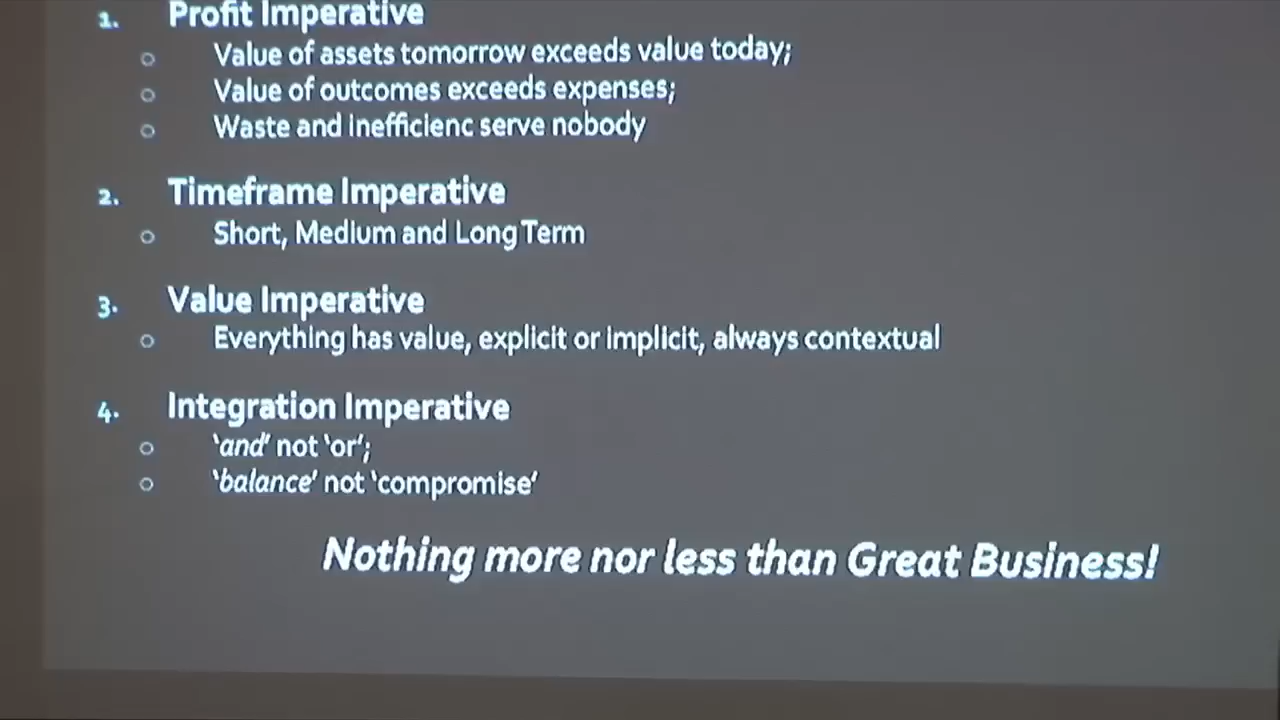 1. Profit Imperative
○ Value of assets tomorrow exceeds value today;
○ Value of outcomes exceeds expenses;
○ Waste and inefficienc serve nobody
2. Timeframe Imperative
○ Short, Medium and Long Term
3. Value Imperative
○ Everything has value, explicit or implicit, always contextual
4. Integration Imperative
○ ‘and’ not ‘or’;
○ ‘balance’ not ‘compromise’
Nothing more nor less than Great Business!